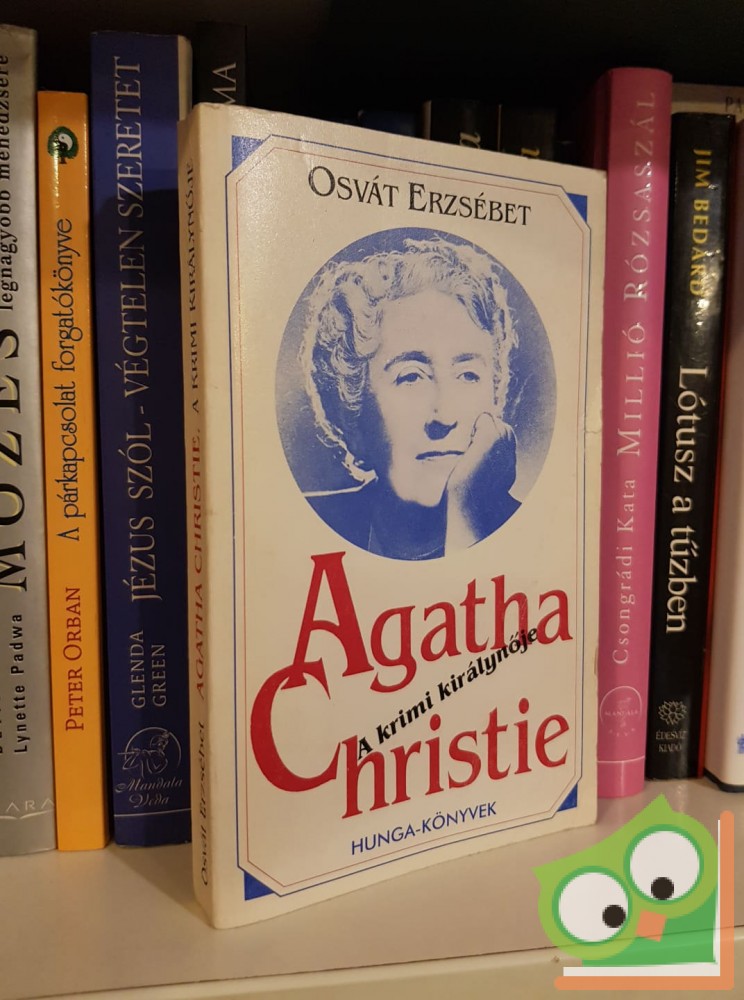 MÓZES
legnagyobb menedzsere
Lynette Padwa
PETER ORBAN A párkapcsolat forgatókönyve
GLENDA GREEN JÉZUS SZÓL - VÉGTELEN SZERETET
Mandala
Véda
Osvát Erzsébet AGATHA CHRISTIE. A KRIMI KIRÁLYNŐJE
OSVÁT ERZSÉBET
Agatha
A krimi királynője
Christie
HUNGA-KÖNYVEK
Csongrádi Kata MILLIÓ RÓZSASZÁL
JIM BEDARD Lótusz a tűzben
ÉDESVÍZ
KIADÓ